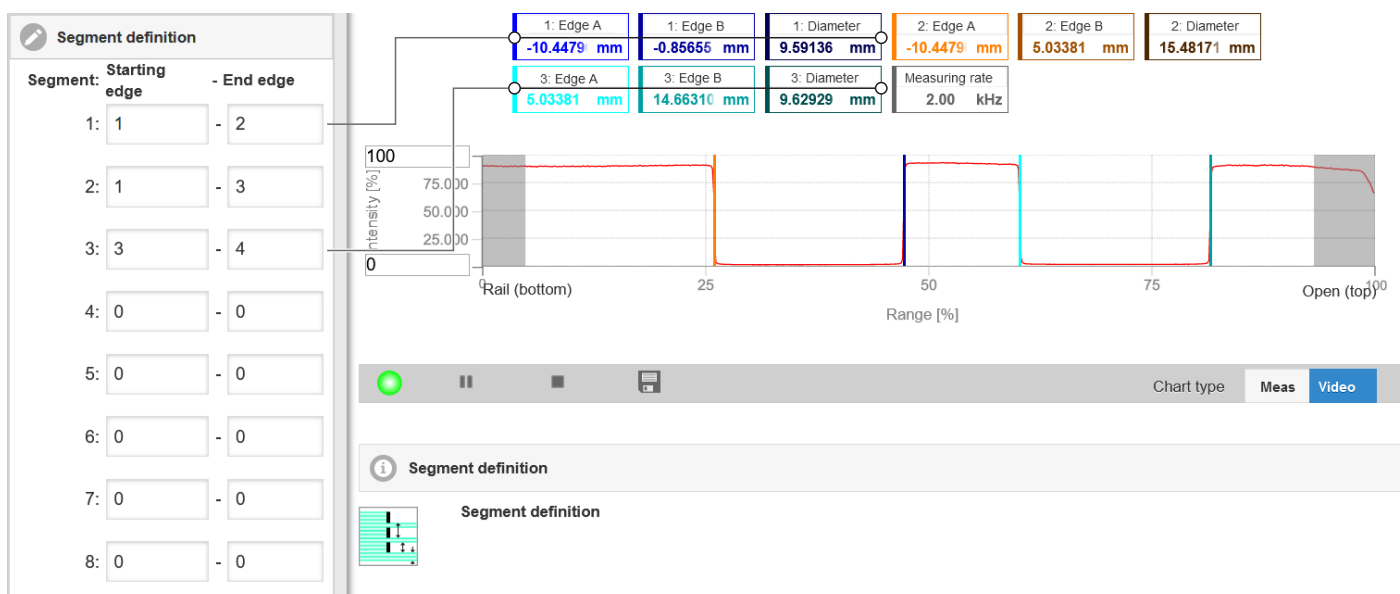 Segment definition
Segment: Starting edge - End edge
1: 1 - 2
2: 1 - 3
3: 3 - 4
4: 0 - 0
5: 0 - 0
6: 0 - 0
7: 0 - 0
8: 0 - 0
1: Edge A 1: Edge B 1: Diameter 2: Edge A 2: Edge B 2: Diameter
-10.4479 mm -0.85655 mm 9.59136 mm -10.4479 mm 5.03381 mm 15.48171 mm
3: Edge A 3: Edge B 3: Diameter Measuring rate
5.03381 mm 14.66310 mm 9.62929 mm 2.00 kHz
100
75.000
50.000
25.000
0
Intensity [%]
0 25 50 75 100
Rail (bottom) Open (top)
Range [%]
Chart type Meas Video
Segment definition
Segment definition